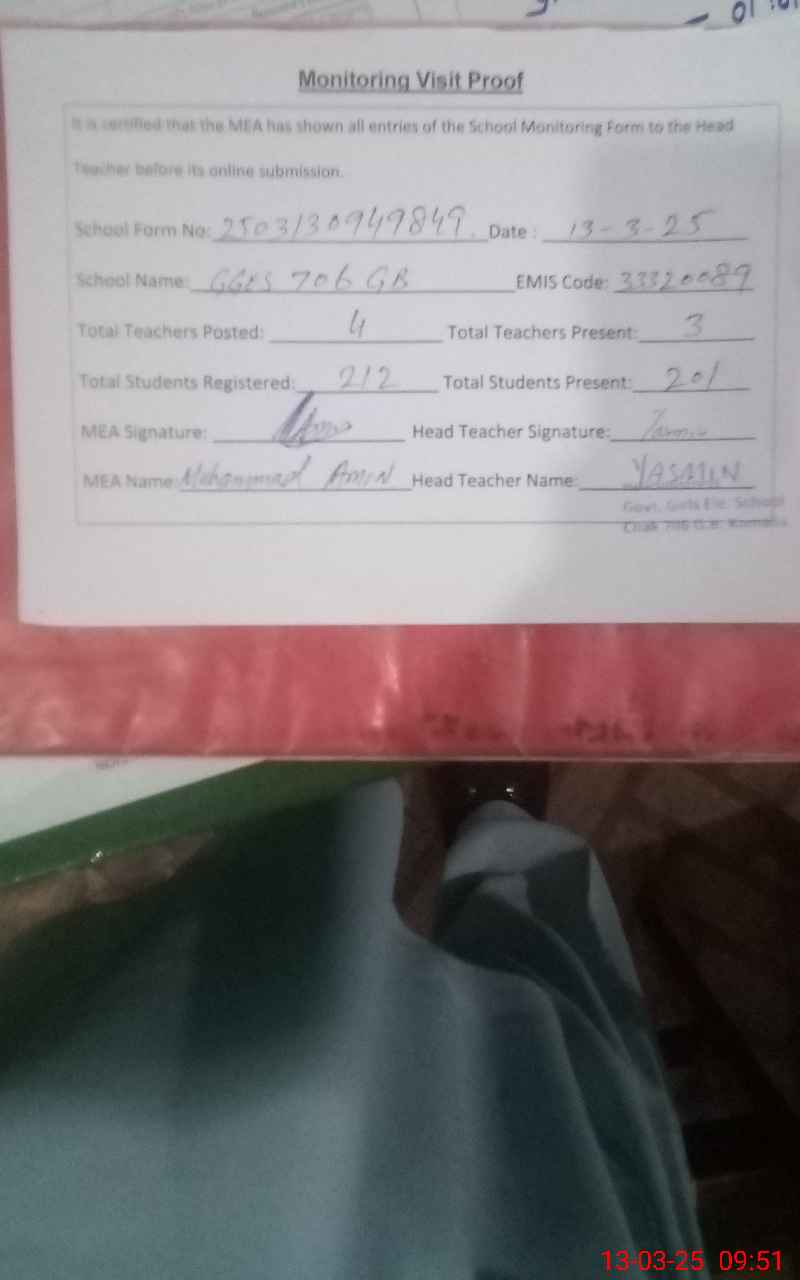 Monitoring Visit Proof
It is certified that the MEA has shown all entries of the School Monitoring Form to the Head
Teacher before its online submission.
School Form No: 2503130949849. Date : 13-3-25
School Name: GGES 706 GB EMIS Code: 33320089
Total Teachers Posted: 4 Total Teachers Present: 3
Total Students Registered: 212 Total Students Present: 201
MEA Signature: Head Teacher Signature:
MEA Name: Mohammad AMIN Head Teacher Name: YASMIN
Govt. Girls Ele. School
Chak 706 G.B.
13-03-25 09:51